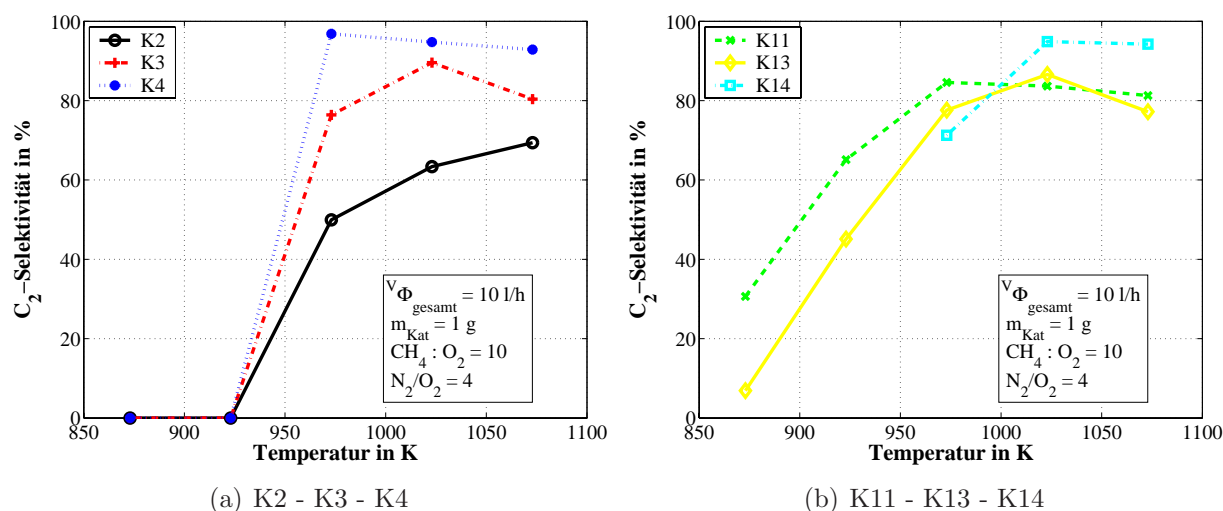 100
80
60
40
20
0
850
900
950
1000
1050
1100
C2−Selektivität in %
Temperatur in K
K2
K3
K4
VΦgesamt = 10 l/h
mKat = 1 g
CH4 : O2 = 10
N2/O2 = 4
(a) K2 - K3 - K4
100
80
60
40
20
0
850
900
950
1000
1050
1100
C2−Selektivität in %
Temperatur in K
K11
K13
K14
VΦgesamt = 10 l/h
mKat = 1 g
CH4 : O2 = 10
N2/O2 = 4
(b) K11 - K13 - K14